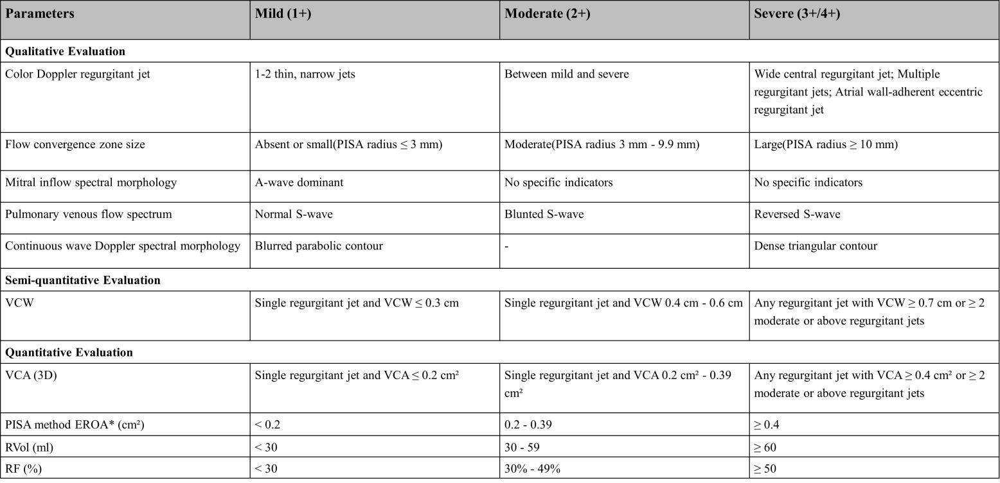 Parameters Mild (1+) Moderate (2+) Severe (3+/4+)
Qualitative Evaluation
Color Doppler regurgitant jet 1-2 thin, narrow jets Between mild and severe Wide central regurgitant jet; Multiple
regurgitant jets; Atrial wall-adherent eccentric
regurgitant jet
Flow convergence zone size Absent or small(PISA radius ≤ 3 mm) Moderate(PISA radius 3 mm - 9.9 mm) Large(PISA radius ≥ 10 mm)
Mitral inflow spectral morphology A-wave dominant No specific indicators No specific indicators
Pulmonary venous flow spectrum Normal S-wave Blunted S-wave Reversed S-wave
Continuous wave Doppler spectral morphology Blurred parabolic contour - Dense triangular contour
Semi-quantitative Evaluation
VCW Single regurgitant jet and VCW ≤ 0.3 cm Single regurgitant jet and VCW 0.4 cm - 0.6 cm Any regurgitant jet with VCW ≥ 0.7 cm or ≥ 2
moderate or above regurgitant jets
Quantitative Evaluation
VCA (3D) Single regurgitant jet and VCA ≤ 0.2 cm² Single regurgitant jet and VCA 0.2 cm² - 0.39 Any regurgitant jet with VCA ≥ 0.4 cm² or ≥ 2
cm² moderate or above regurgitant jets
PISA method EROA* (cm²) < 0.2 0.2 - 0.39 ≥ 0.4
RVol (ml) < 30 30 - 59 ≥ 60
RF (%) < 30 30% - 49% ≥ 50